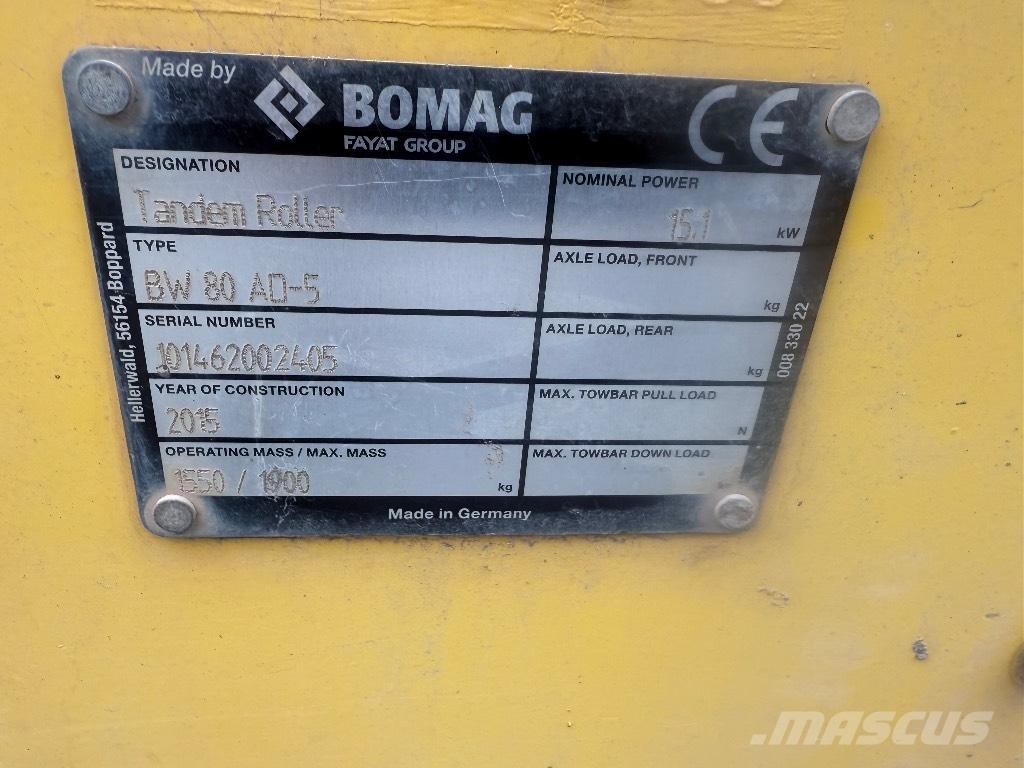 Made by BOMAG
FAYAT GROUP
CE
DESIGNATION
Tandem Roller
TYPE
BW 80 AD-5
SERIAL NUMBER
101462002405
YEAR OF CONSTRUCTION
2015
OPERATING MASS / MAX. MASS
1550 / 1900 kg
NOMINAL POWER
15.1 kW
AXLE LOAD, FRONT
kg
AXLE LOAD, REAR
kg
MAX. TOWBAR PULL LOAD
N
MAX. TOWBAR DOWN LOAD
Made in Germany
Hellerwald, 56154 Boppard
008 330 22
MASCUS